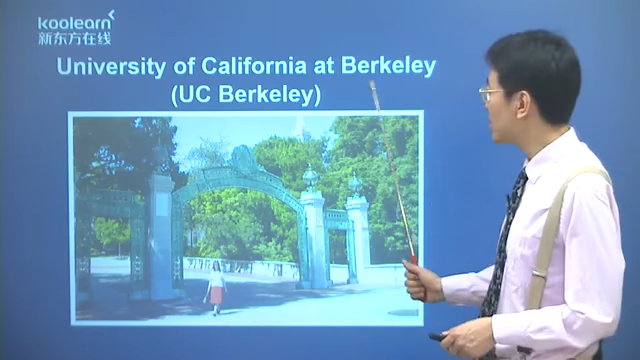 koolearn
新东方在线
University of California at Berkeley
(UC Berkeley)